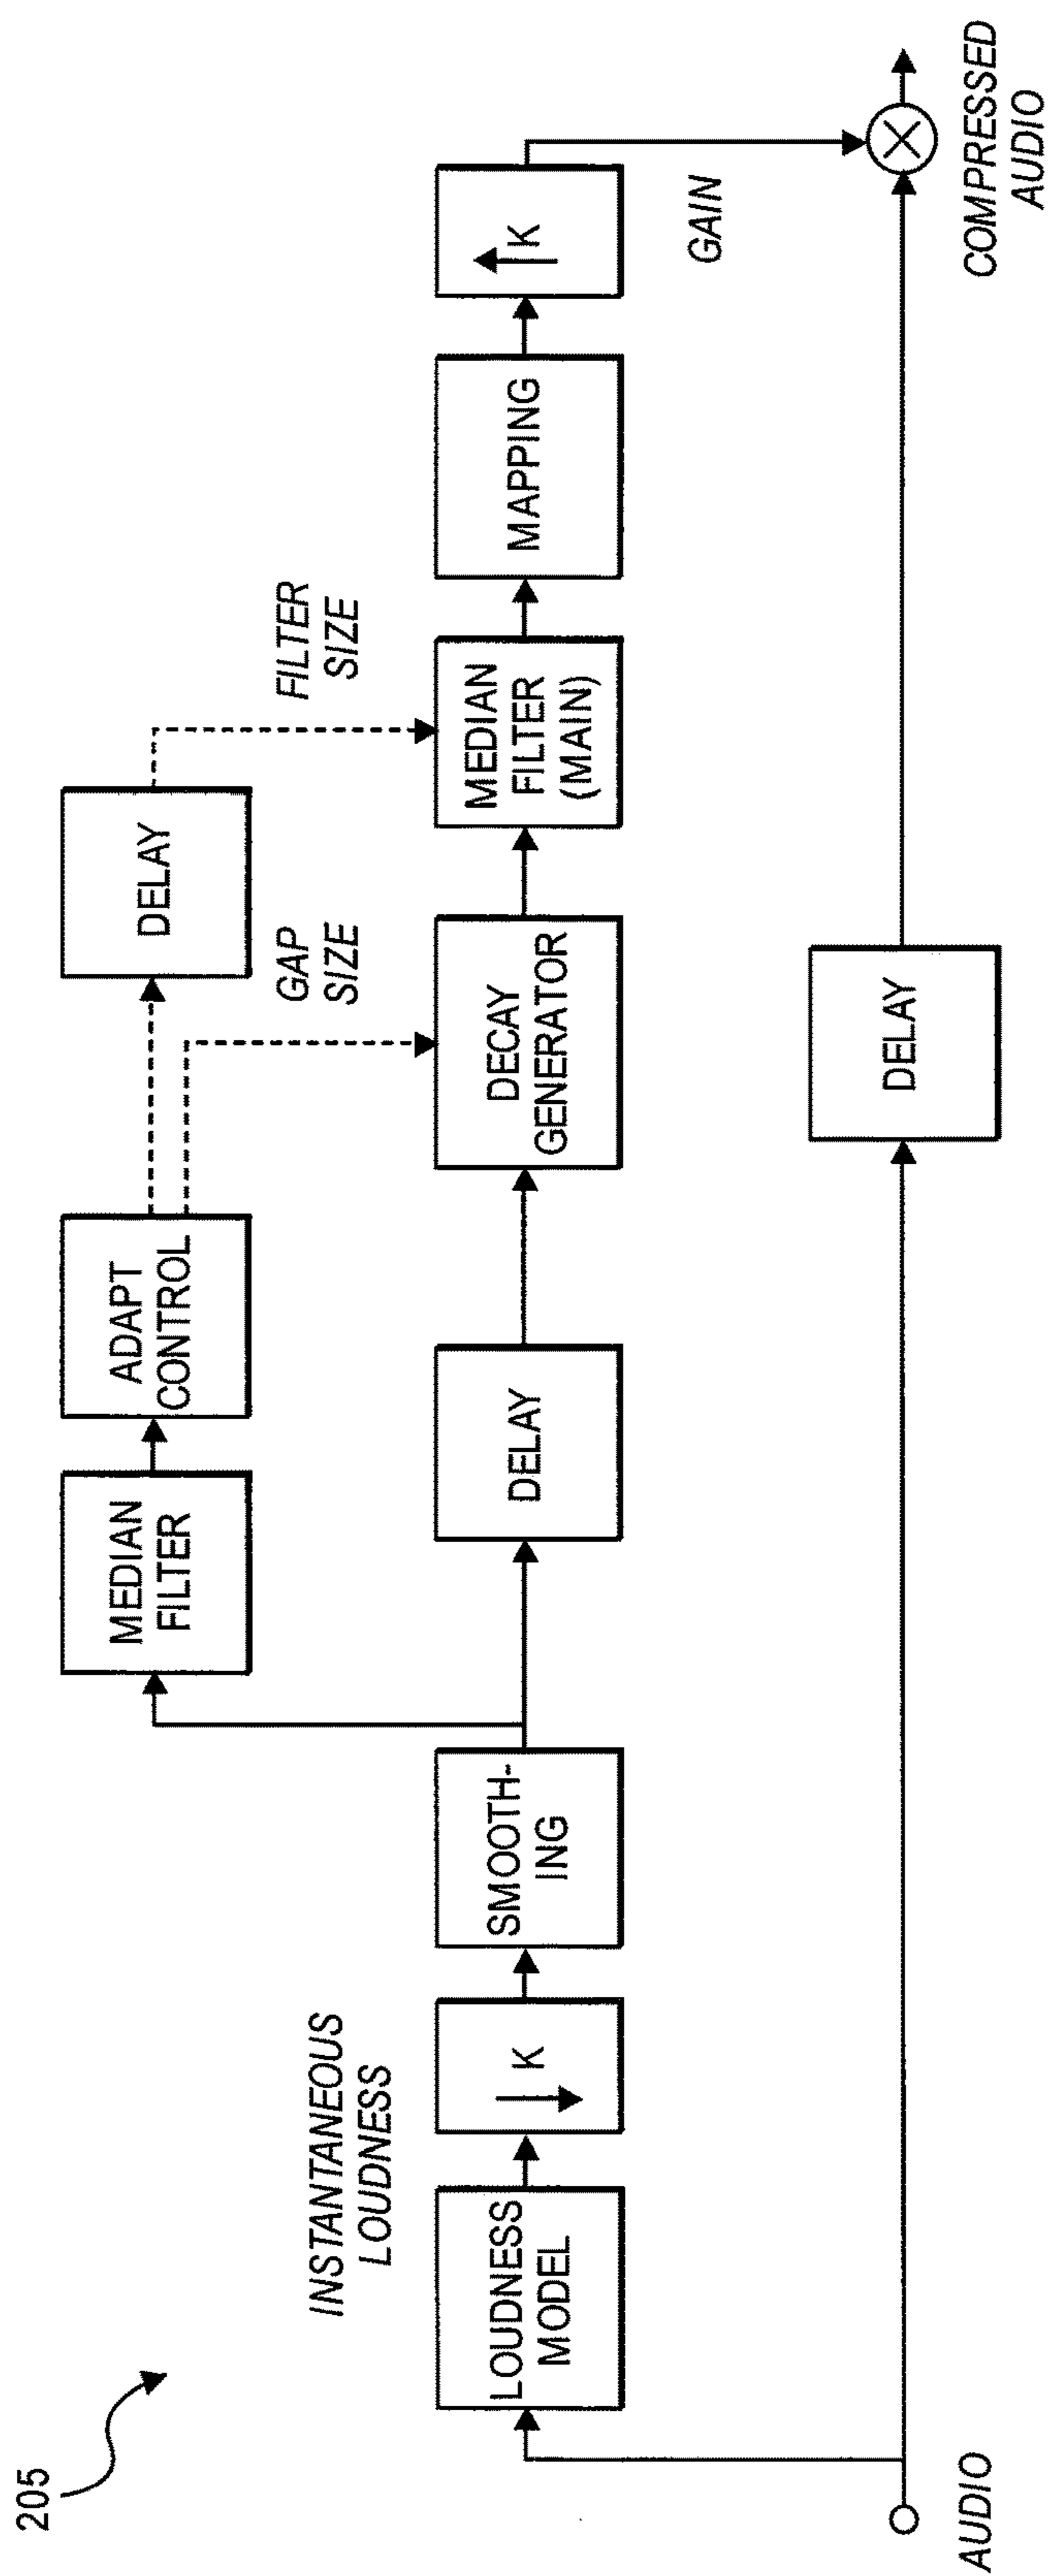 205
MEDIAN
FILTER
ADAPT
CONTROL
DELAY
GAP
SIZE
FILTER
SIZE
INSTANTANEOUS
LOUDNESS
LOUDNESS
MODEL
K
SMOOTH-
ING
DELAY
DECAY
GENERATOR
MEDIAN
FILTER
(MAIN)
MAPPING
K
GAIN
AUDIO
DELAY
COMPRESSED
AUDIO